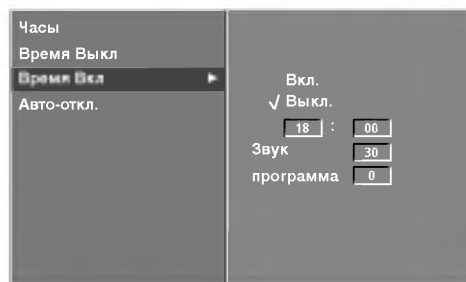 Часы
Время Выкл
Время Вкл
Авто-откл.
Вкл.
√ Выкл.
18 : 00
Звук 30
программа 0